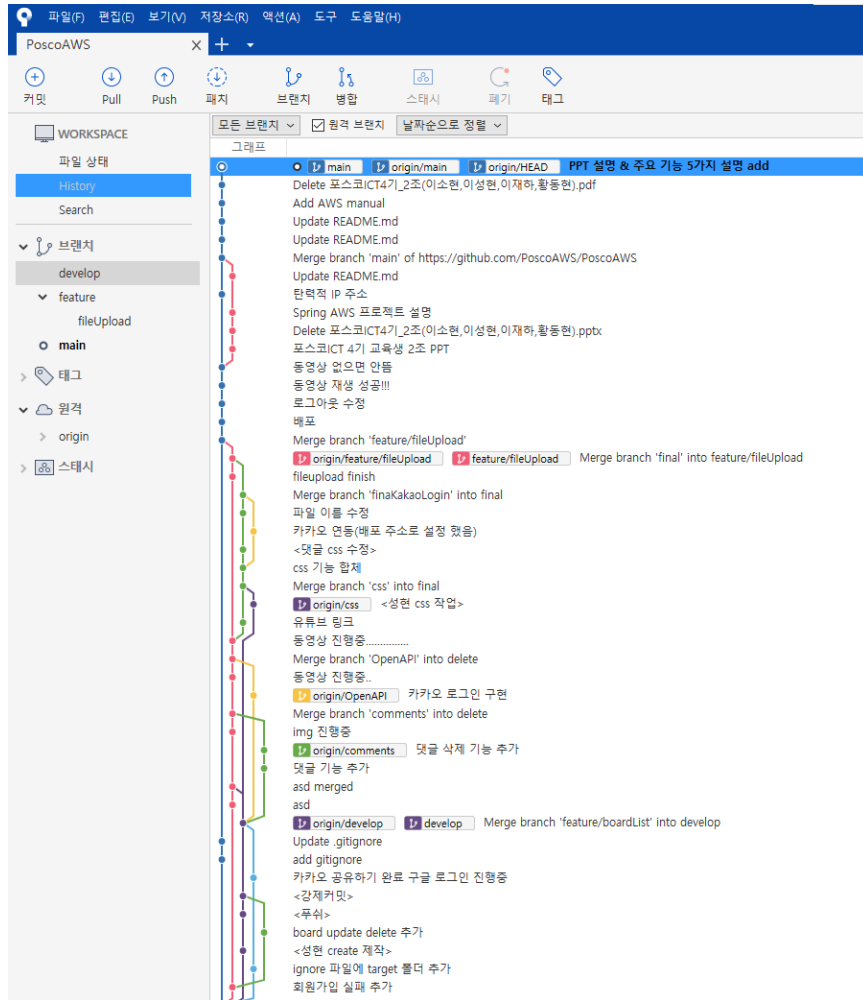 파일(F) 편집(E) 보기(V) 저장소(R) 액션(A) 도구 도움말(H)
PoscoAWS
커밋 Pull Push 패치 브랜치 병합 스태시 폐기 태그
WORKSPACE
파일 상태
History
Search
브랜치
develop
feature
fileUpload
main
태그
원격
origin
스태시
모든 브랜치 원격 브랜치 날짜순으로 정렬
그래프
main origin/main origin/HEAD PPT 설명 & 주요 기능 5가지 설명 add
Delete 포스코ICT4기_2조(이소현,이성현,이재하,황동현).pdf
Add AWS manual
Update README.md
Update README.md
Merge branch 'main' of https://github.com/PoscoAWS/PoscoAWS
Update README.md
탄력적 IP 주소
Spring AWS 프로젝트 설명
Delete 포스코ICT4기_2조(이소현,이성현,이재하,황동현).pptx
포스코ICT 4기 교육생 2조 PPT
동영상 없으면 안뜸
동영상 재생 성공!!!
로그아웃 수정
배포
Merge branch 'feature/fileUpload'
origin/feature/fileUpload feature/fileUpload Merge branch 'final' into feature/fileUpload
fileupload finish
Merge branch 'finaKakaoLogin' into final
파일 이름 수정
카카오 연동(배포 주소로 설정 했음)
<댓글 css 수정>
css 기능 합체
Merge branch 'css' into final
origin/css <성현 css 작업>
유튜브 링크
동영상 진행중...............
Merge branch 'OpenAPI' into delete
동영상 진행중..
origin/OpenAPI 카카오 로그인 구현
Merge branch 'comments' into delete
img 진행중
origin/comments 댓글 삭제 기능 추가
댓글 기능 추가
asd merged
asd
origin/develop develop Merge branch 'feature/boardList' into develop
Update .gitignore
add gitignore
카카오 공유하기 완료 구글 로그인 진행중
<강제커밋>
<푸쉬>
board update delete 추가
<성현 create 제작>
ignore 파일에 target 폴더 추가
회원가입 실패 추가